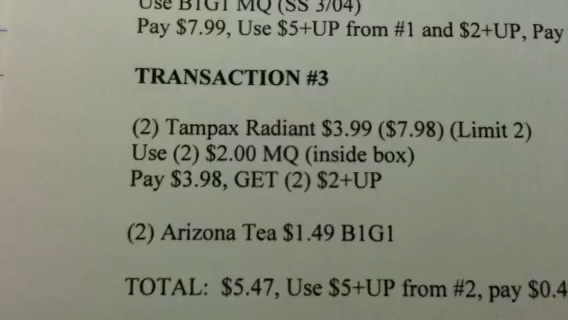 Use B1G1 MQ (SS 3/04)
Pay $7.99, Use $5+UP from #1 and $2+UP, Pay
TRANSACTION #3
(2) Tampax Radiant $3.99 ($7.98) (Limit 2)
Use (2) $2.00 MQ (inside box)
Pay $3.98, GET (2) $2+UP
(2) Arizona Tea $1.49 B1G1
TOTAL: $5.47, Use $5+UP from #2, pay $0.4